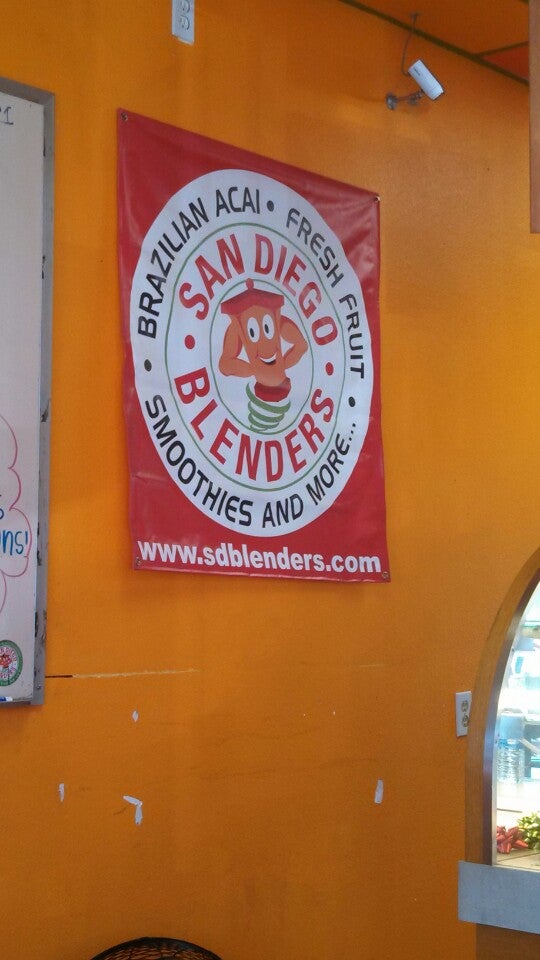 BRAZILIAN ACAI • FRESH FRUIT •
SMOOTHIES AND MORE... •
SAN DIEGO
• BLENDERS •
www.sdblenders.com